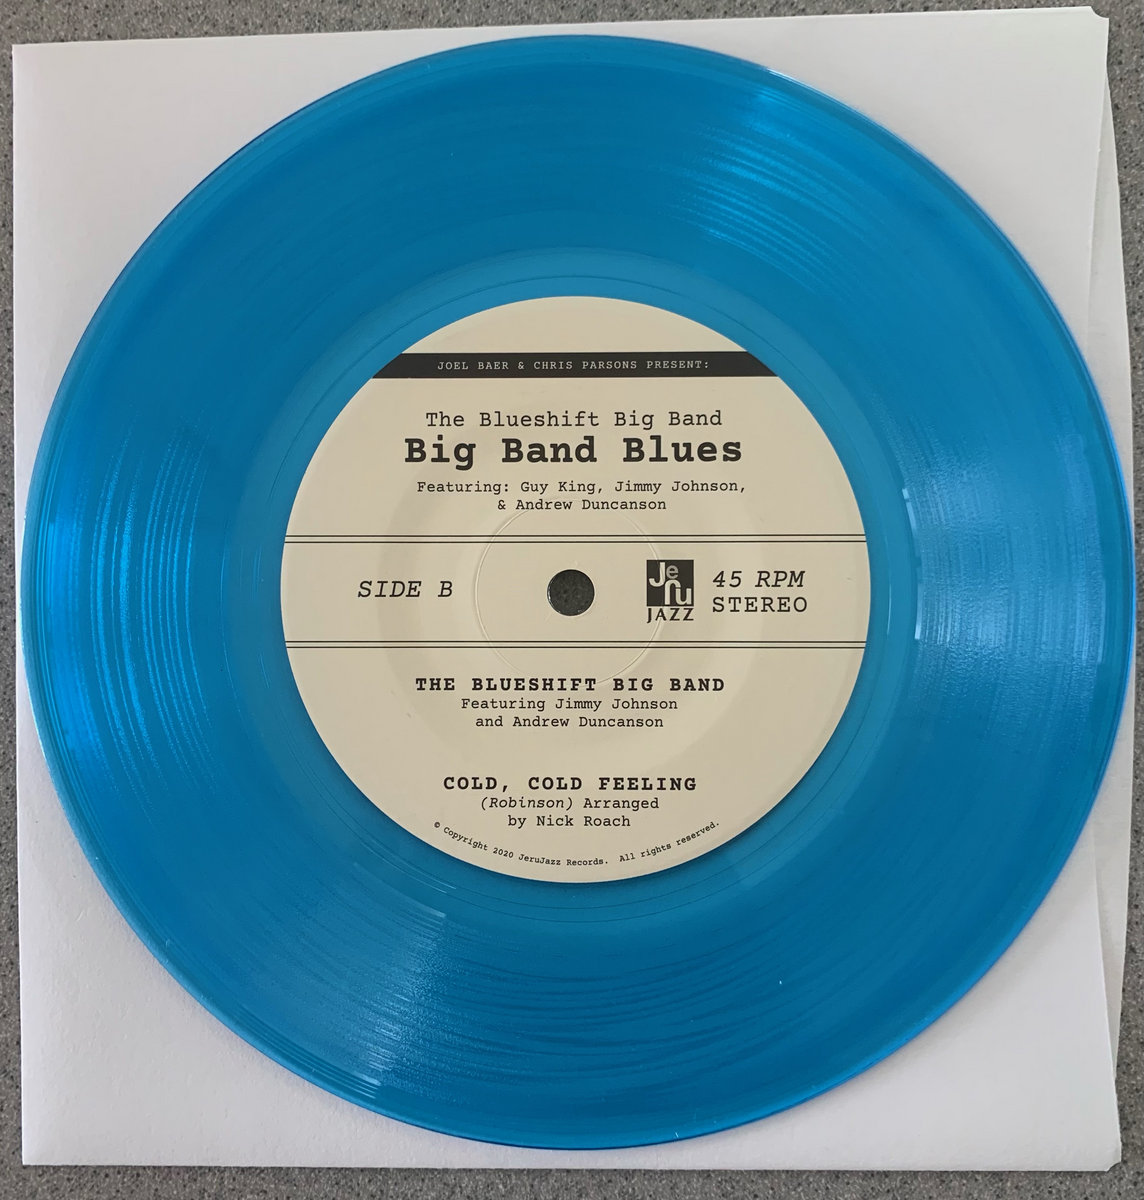 JOEL BAER & CHRIS PARSONS PRESENT:
The Blueshift Big Band
Big Band Blues
Featuring: Guy King, Jimmy Johnson,
& Andrew Duncanson
SIDE B
Jeru
JAZZ
45 RPM
STEREO
THE BLUESHIFT BIG BAND
Featuring Jimmy Johnson
and Andrew Duncanson
COLD, COLD FEELING
(Robinson) Arranged
by Nick Roach
© Copyright 2020 JeruJazz Records. All rights reserved.